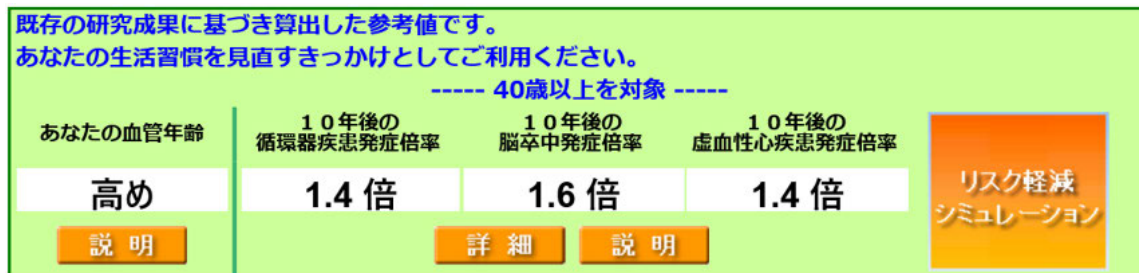 既存の研究成果に基づき算出した参考値です。
あなたの生活習慣を見直すきっかけとしてご利用ください。
----- 40歳以上を対象 -----
あなたの血管年齢
１０年後の
循環器疾患発症倍率
１０年後の
脳卒中発症倍率
１０年後の
虚血性心疾患発症倍率
高め
1.4 倍
1.6 倍
1.4 倍
リスク軽減
シミュレーション
説 明
詳 細
説 明